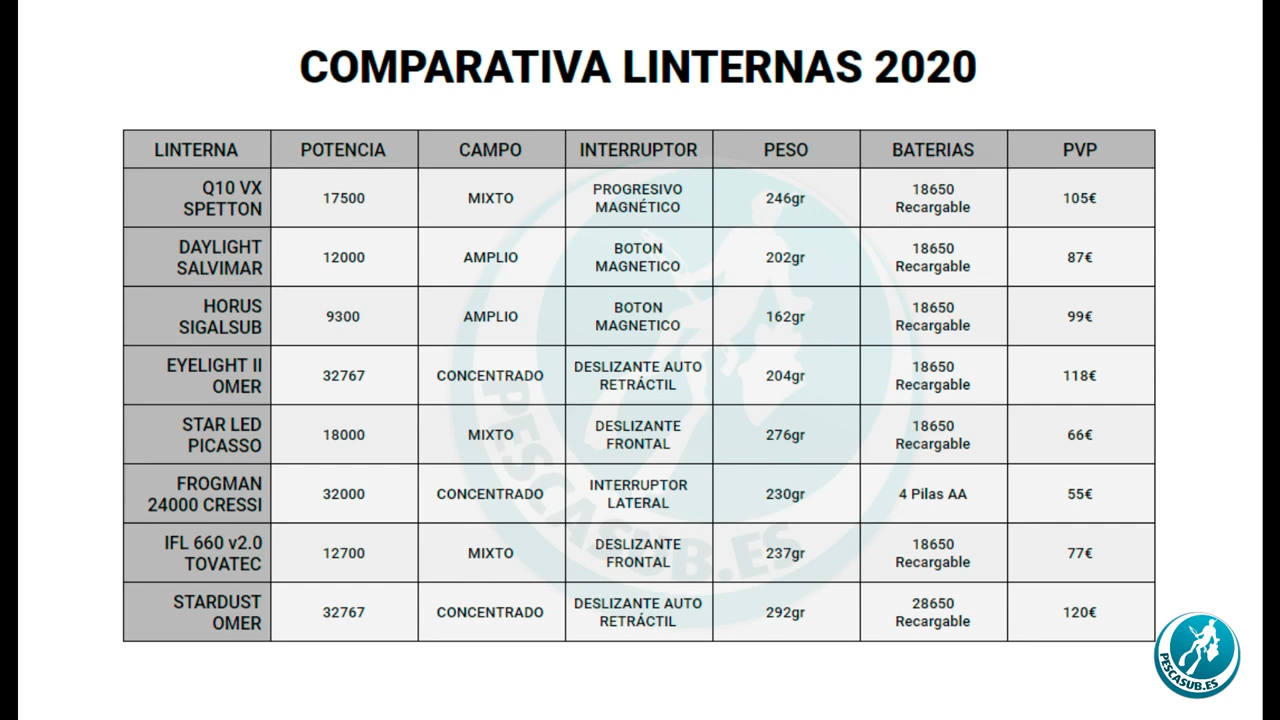 COMPARATIVA LINTERNAS 2020
LINTERNA POTENCIA CAMPO INTERRUPTOR PESO BATERIAS PVP
Q10 VX
SPETTON
17500
MIXTO
PROGRESIVO
MAGNÉTICO
246gr
18650
Recargable
105€
DAYLIGHT
SALVIMAR
12000
AMPLIO
BOTON
MAGNETICO
202gr
18650
Recargable
87€
HORUS
SIGALSUB
9300
AMPLIO
BOTON
MAGNETICO
162gr
18650
Recargable
99€
EYELIGHT II
OMER
32767
CONCENTRADO
DESLIZANTE AUTO
RETRÁCTIL
204gr
18650
Recargable
118€
STAR LED
PICASSO
18000
MIXTO
DESLIZANTE
FRONTAL
276gr
18650
Recargable
66€
FROGMAN
24000 CRESSI
32000
CONCENTRADO
INTERRUPTOR
LATERAL
230gr
4 Pilas AA
55€
IFL 660 v2.0
TOVATEC
12700
MIXTO
DESLIZANTE
FRONTAL
237gr
18650
Recargable
77€
STARDUST
OMER
32767
CONCENTRADO
DESLIZANTE AUTO
RETRÁCTIL
292gr
28650
Recargable
120€
PESCASUB.ES
PESCASUB.ES